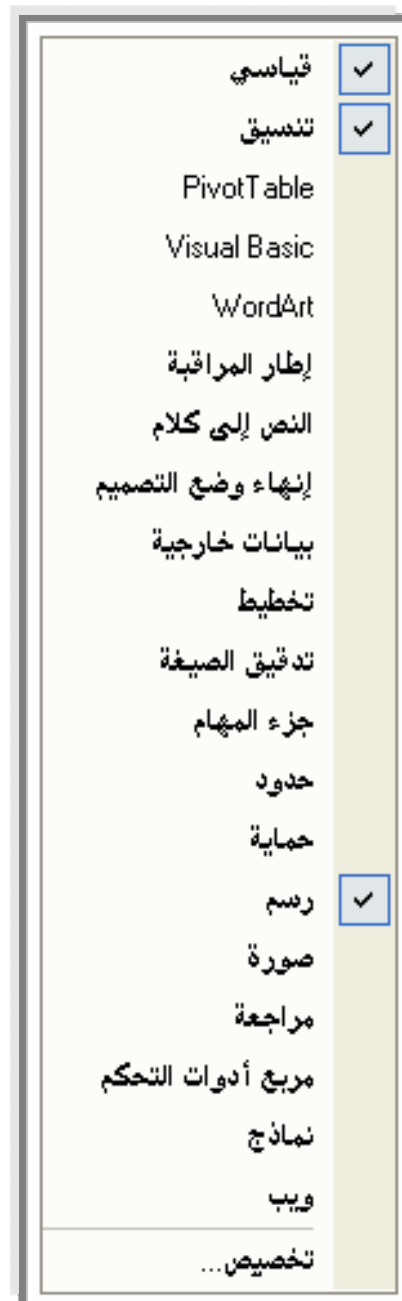 قياسي
تنسيق
PivotTable
Visual Basic
WordArt
إطار المراقبة
النص إلى كلام
إنهاء وضع التصميم
بيانات خارجية
تخطيط
تدقيق الصيغة
جزء المهام
حدود
حماية
رسم
صورة
مراجعة
مربع أدوات التحكم
نماذج
ويب
تخصيص...